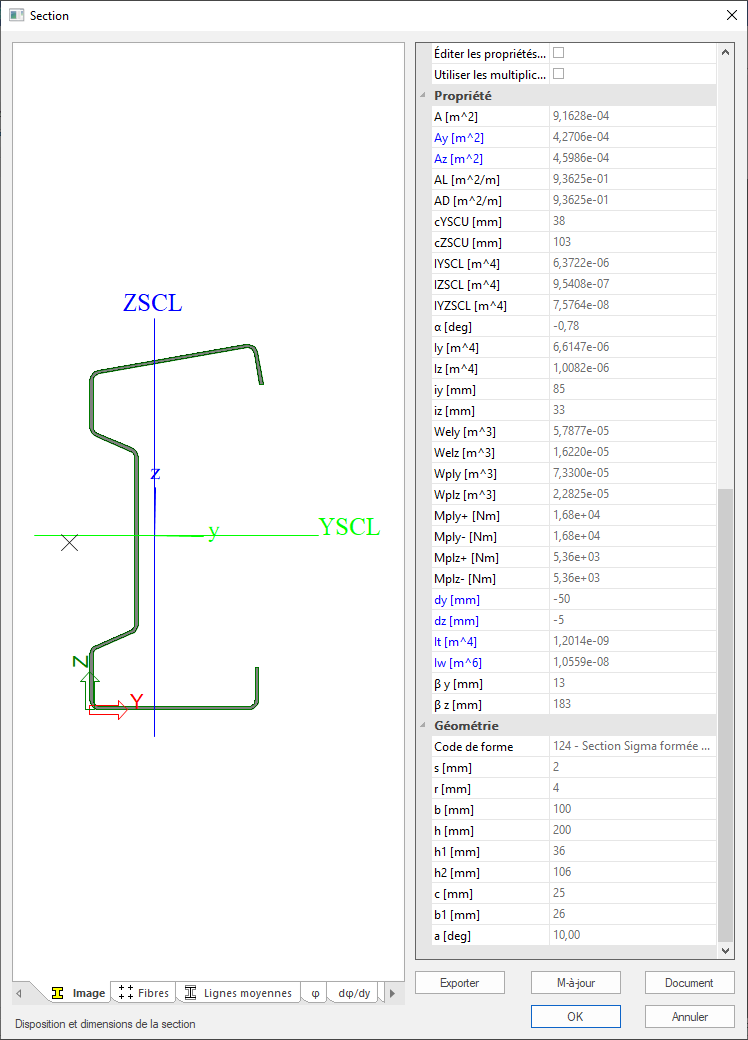 Section
Éditer les propriétés...
Utiliser les multiplic...
Propriété
A [m^2] 9,1628e-04
Ay [m^2] 4,2706e-04
Az [m^2] 4,5986e-04
AL [m^2/m] 9,3625e-01
AD [m^2/m] 9,3625e-01
cYSCU [mm] 38
cZSCU [mm] 103
IYSCL [m^4] 6,3722e-06
IZSCL [m^4] 9,5408e-07
IYZSCL [m^4] 7,5764e-08
α [deg] -0,78
Iy [m^4] 6,6147e-06
Iz [m^4] 1,0082e-06
iy [mm] 85
iz [mm] 33
Wely [m^3] 5,7877e-05
Welz [m^3] 1,6220e-05
Wply [m^3] 7,3300e-05
Wplz [m^3] 2,2825e-05
Mply+ [Nm] 1,68e+04
Mply- [Nm] 1,68e+04
Mplz+ [Nm] 5,36e+03
Mplz- [Nm] 5,36e+03
dy [mm] -50
dz [mm] -5
It [m^4] 1,2014e-09
Iw [m^6] 1,0559e-08
β y [mm] 13
β z [mm] 183
Géométrie
Code de forme 124 - Section Sigma formée ...
s [mm] 2
r [mm] 4
b [mm] 100
h [mm] 200
h1 [mm] 36
h2 [mm] 106
c [mm] 25
b1 [mm] 26
a [deg] 10,00
ZSCL
z
y
YSCL
Z
Y
Image Fibres Lignes moyennes φ dφ/dy
Exporter M-à-jour Document
Disposition et dimensions de la section
OK Annuler